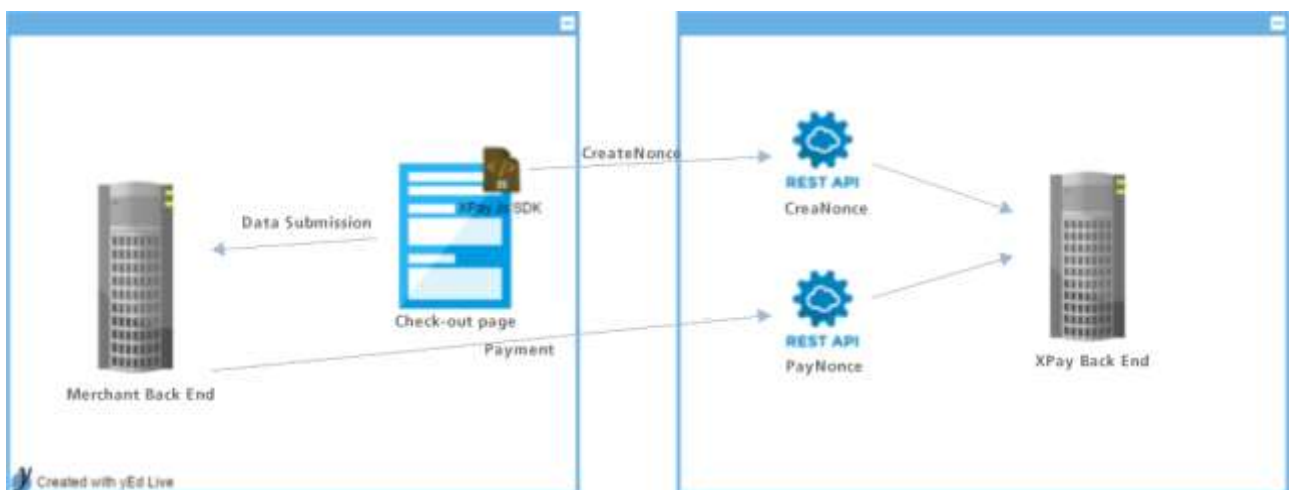 CreateNonce
REST API
CreaNonce
JS
XPay Js SDK
Data Submission
Check-out page
Payment
REST API
PayNonce
XPay Back End
Merchant Back End
Created with yEd Live